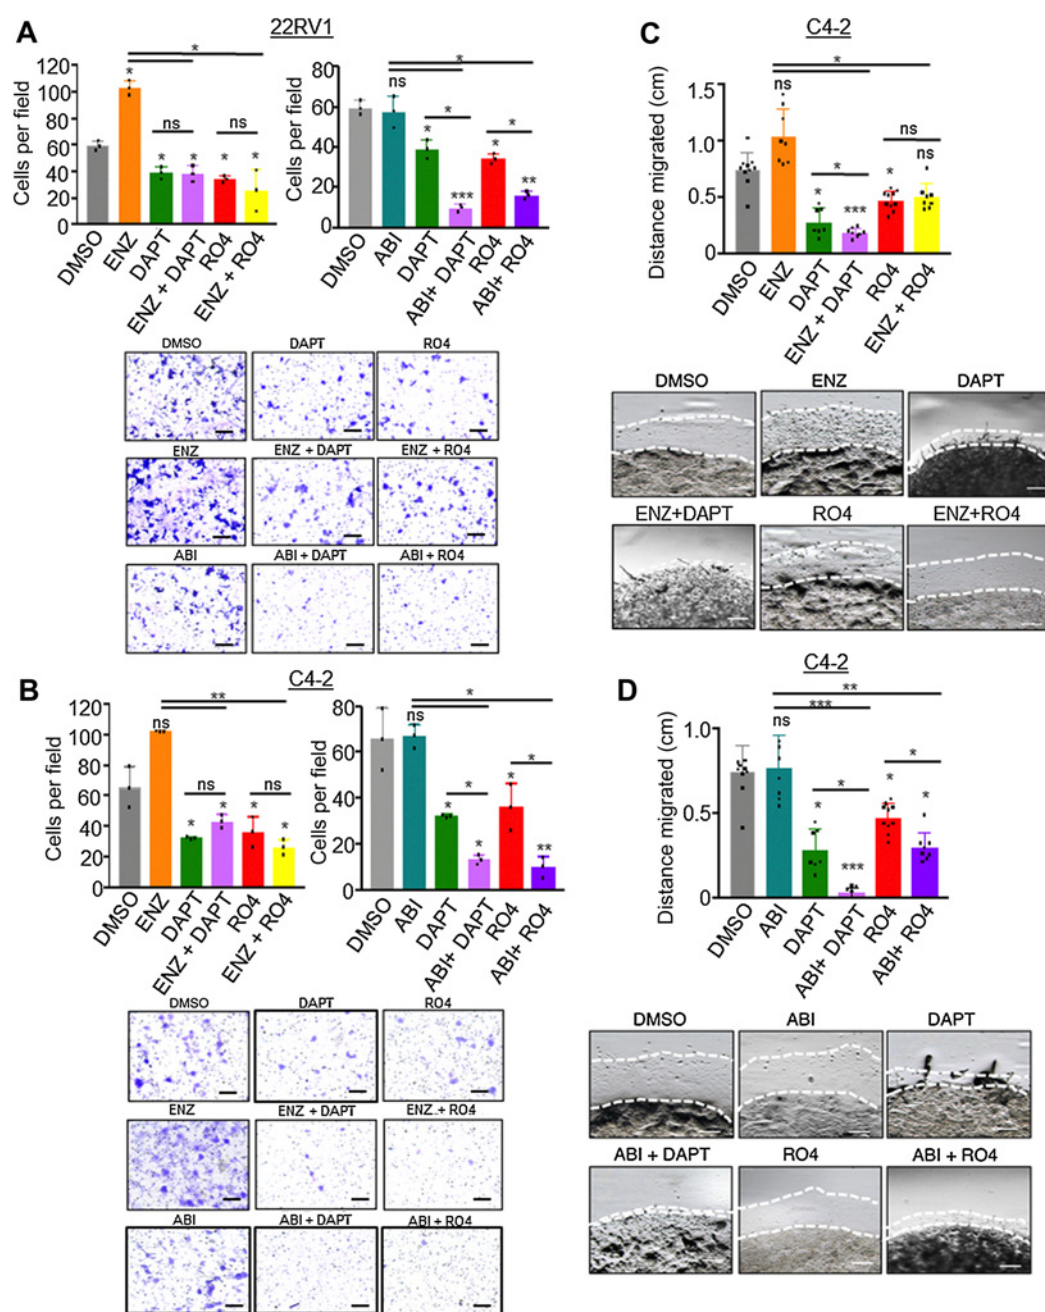 A
22RV1
Cells per field
120
100
80
60
40
20
0
*
*
ns
ns
*
*
*
*
DMSO
ENZ
DAPT
ENZ + DAPT
RO4
ENZ + RO4
Cells per field
80
60
40
20
0
*
ns
*
*
*
***
*
**
DMSO
ABI
DAPT
ABI+ DAPT
RO4
ABI+ RO4
DMSO
DAPT
RO4
ENZ
ENZ + DAPT
ENZ + RO4
ABI
ABI + DAPT
ABI + RO4
B
C4-2
Cells per field
120
100
80
60
40
20
0
**
ns
ns
ns
*
*
*
*
DMSO
ENZ
DAPT
ENZ + DAPT
RO4
ENZ + RO4
Cells per field
80
60
40
20
0
*
ns
*
*
*
*
*
**
DMSO
ABI
DAPT
ABI+ DAPT
RO4
ABI+ RO4
DMSO
DAPT
RO4
ENZ
ENZ + DAPT
ENZ.. + RO4
ABI
ABI + DAPT
ABI + RO4
C
C4-2
Distance migrated (cm)
1.5
1.0
0.5
0
*
ns
*
ns
*
***
*
ns
DMSO
ENZ
DAPT
ENZ + DAPT
RO4
ENZ + RO4
DMSO
ENZ
DAPT
ENZ+DAPT
RO4
ENZ+RO4
D
C4-2
Distance migrated (cm)
1.0
0.5
0
**
***
ns
*
*
*
***
*
*
DMSO
ABI
DAPT
ABI+ DAPT
RO4
ABI+ RO4
DMSO
ABI
DAPT
ABI + DAPT
RO4
ABI + RO4